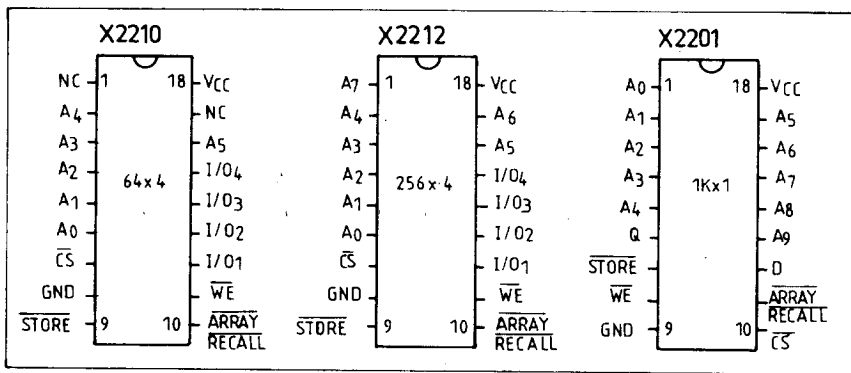 X2210 X2212 X2201
NC 1 18 VCC
A4 NC
A3 A5
A2 I/O4
64x4
A1 I/O3
A0 I/O2
CS I/O1
GND WE
STORE 9 10 ARRAY
RECALL
A7 1 18 VCC
A4 A6
A3 A5
A2 I/O4
256x4
A1 I/O3
A0 I/O2
CS I/O1
GND WE
STORE 9 10 ARRAY
RECALL
A0 1 18 VCC
A1 A5
A2 A6
A3 A7
1Kx1
A4 A8
Q A9
STORE D
WE ARRAY
RECALL
GND 9 10 CS